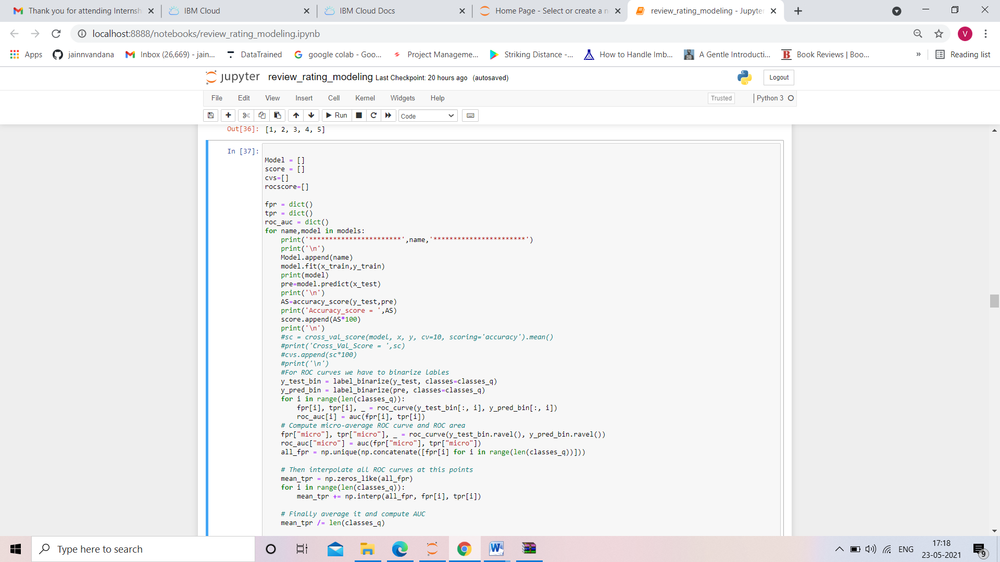 Thank you for attending Internsh
IBM Cloud
IBM Cloud Docs
Home Page - Select or create a n
review_rating_modeling - Jupyter
localhost:8888/notebooks/review_rating_modeling.ipynb
V
Apps
jainnvandana
Inbox (26,669) - jain...
DataTrained
google colab - Goo...
Project Manageme...
Striking Distance -...
How to Handle Imb...
A Gentle Introducti...
B
Book Reviews | Boo...
»
Reading list
jupyter
review_rating_modeling Last Checkpoint: 20 hours ago (autosaved)
Logout
File
Edit
View
Insert
Cell
Kernel
Widgets
Help
Trusted
Python 3
Run
Code
Out[36]: [1, 2, 3, 4, 5]
In [37]:
Model = []
score = []
cvs=[]
rocscore=[]
fpr = dict()
tpr = dict()
roc_auc = dict()
for name,model in models:
    print('***********************',name,'***********************')
    print('\n')
    Model.append(name)
    model.fit(x_train,y_train)
    print(model)
    pre=model.predict(x_test)
    print('\n')
    AS=accuracy_score(y_test,pre)
    print('Accuracy_score = ',AS)
    score.append(AS*100)
    print('\n')
    #sc = cross_val_score(model, x, y, cv=10, scoring='accuracy').mean()
    #print('Cross_Val_Score = ',sc)
    #cvs.append(sc*100)
    #print('\n')
    #For ROC curves we have to binarize lables
    y_test_bin = label_binarize(y_test, classes=classes_q)
    y_pred_bin = label_binarize(pre, classes=classes_q)
    for i in range(len(classes_q)):
        fpr[i], tpr[i], _ = roc_curve(y_test_bin[:, i], y_pred_bin[:, i])
        roc_auc[i] = auc(fpr[i], tpr[i])
    # Compute micro-average ROC curve and ROC area
    fpr["micro"], tpr["micro"], _ = roc_curve(y_test_bin.ravel(), y_pred_bin.ravel())
    roc_auc["micro"] = auc(fpr["micro"], tpr["micro"])
    all_fpr = np.unique(np.concatenate([fpr[i] for i in range(len(classes_q))]))
    # Then interpolate all ROC curves at this points
    mean_tpr = np.zeros_like(all_fpr)
    for i in range(len(classes_q)):
        mean_tpr += np.interp(all_fpr, fpr[i], tpr[i])
    # Finally average it and compute AUC
    mean_tpr /= len(classes_q)
Type here to search
ENG
17:18
23-05-2021
9